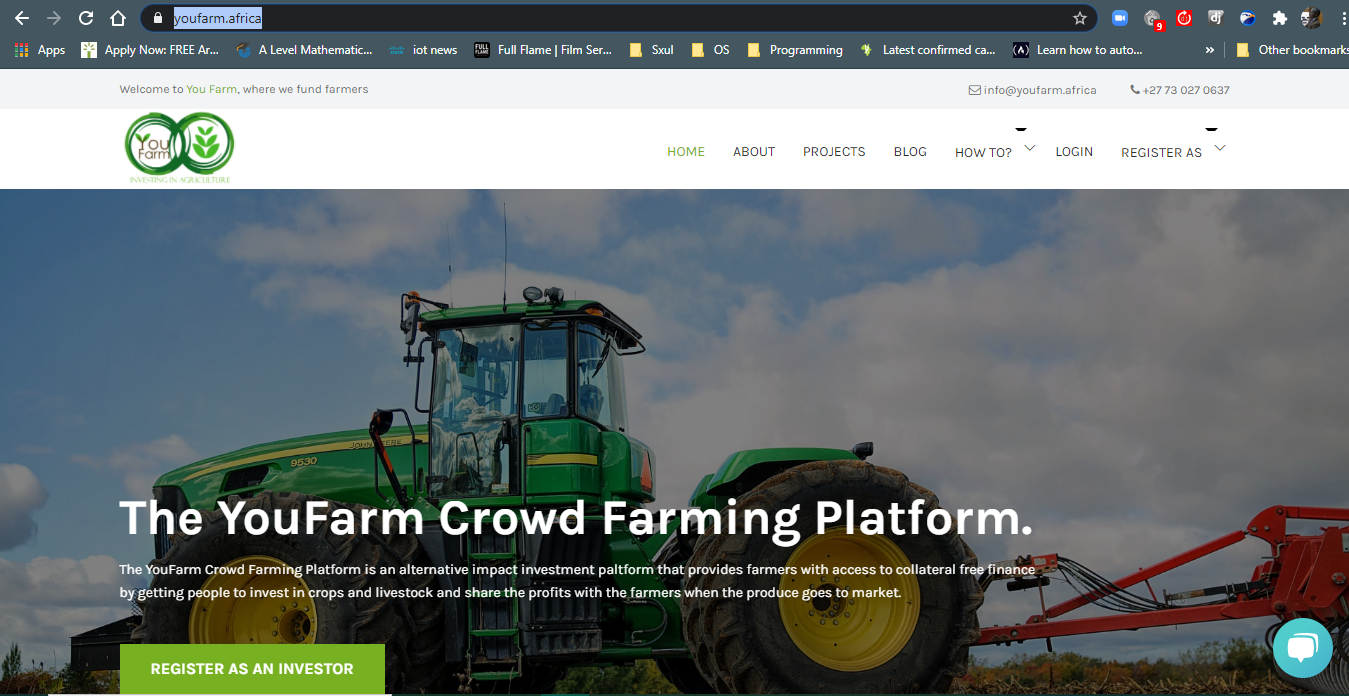 youfarm.africa
9
Apps
Apply Now: FREE Ar...
A Level Mathematic...
iot news
FULL FLAME
Full Flame | Film Ser...
Sxul
OS
Programming
Latest confirmed ca...
Learn how to auto...
»
Other bookmarks
Welcome to You Farm, where we fund farmers
info@youfarm.africa
+27 73 027 0637
You
Farm
INVESTING IN AGRICULTURE
HOME
ABOUT
PROJECTS
BLOG
HOW TO?
LOGIN
REGISTER AS
JOHN DEERE
9530
The YouFarm Crowd Farming Platform.
The YouFarm Crowd Farming Platform is an alternative impact investment paltform that provides farmers with access to collateral free finance
by getting people to invest in crops and livestock and share the profits with the farmers when the produce goes to market.
REGISTER AS AN INVESTOR